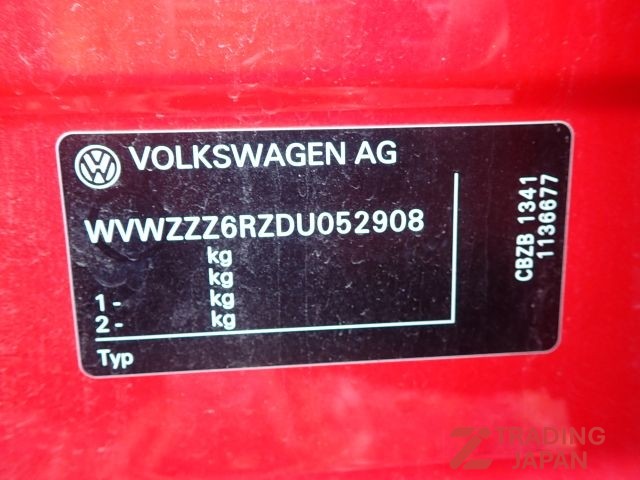 VOLKSWAGEN AG
WVWZZZ6RZDU052908
kg
kg
1- kg
2- kg
Typ
CBZB 1341
1136677
TRADING
JAPAN